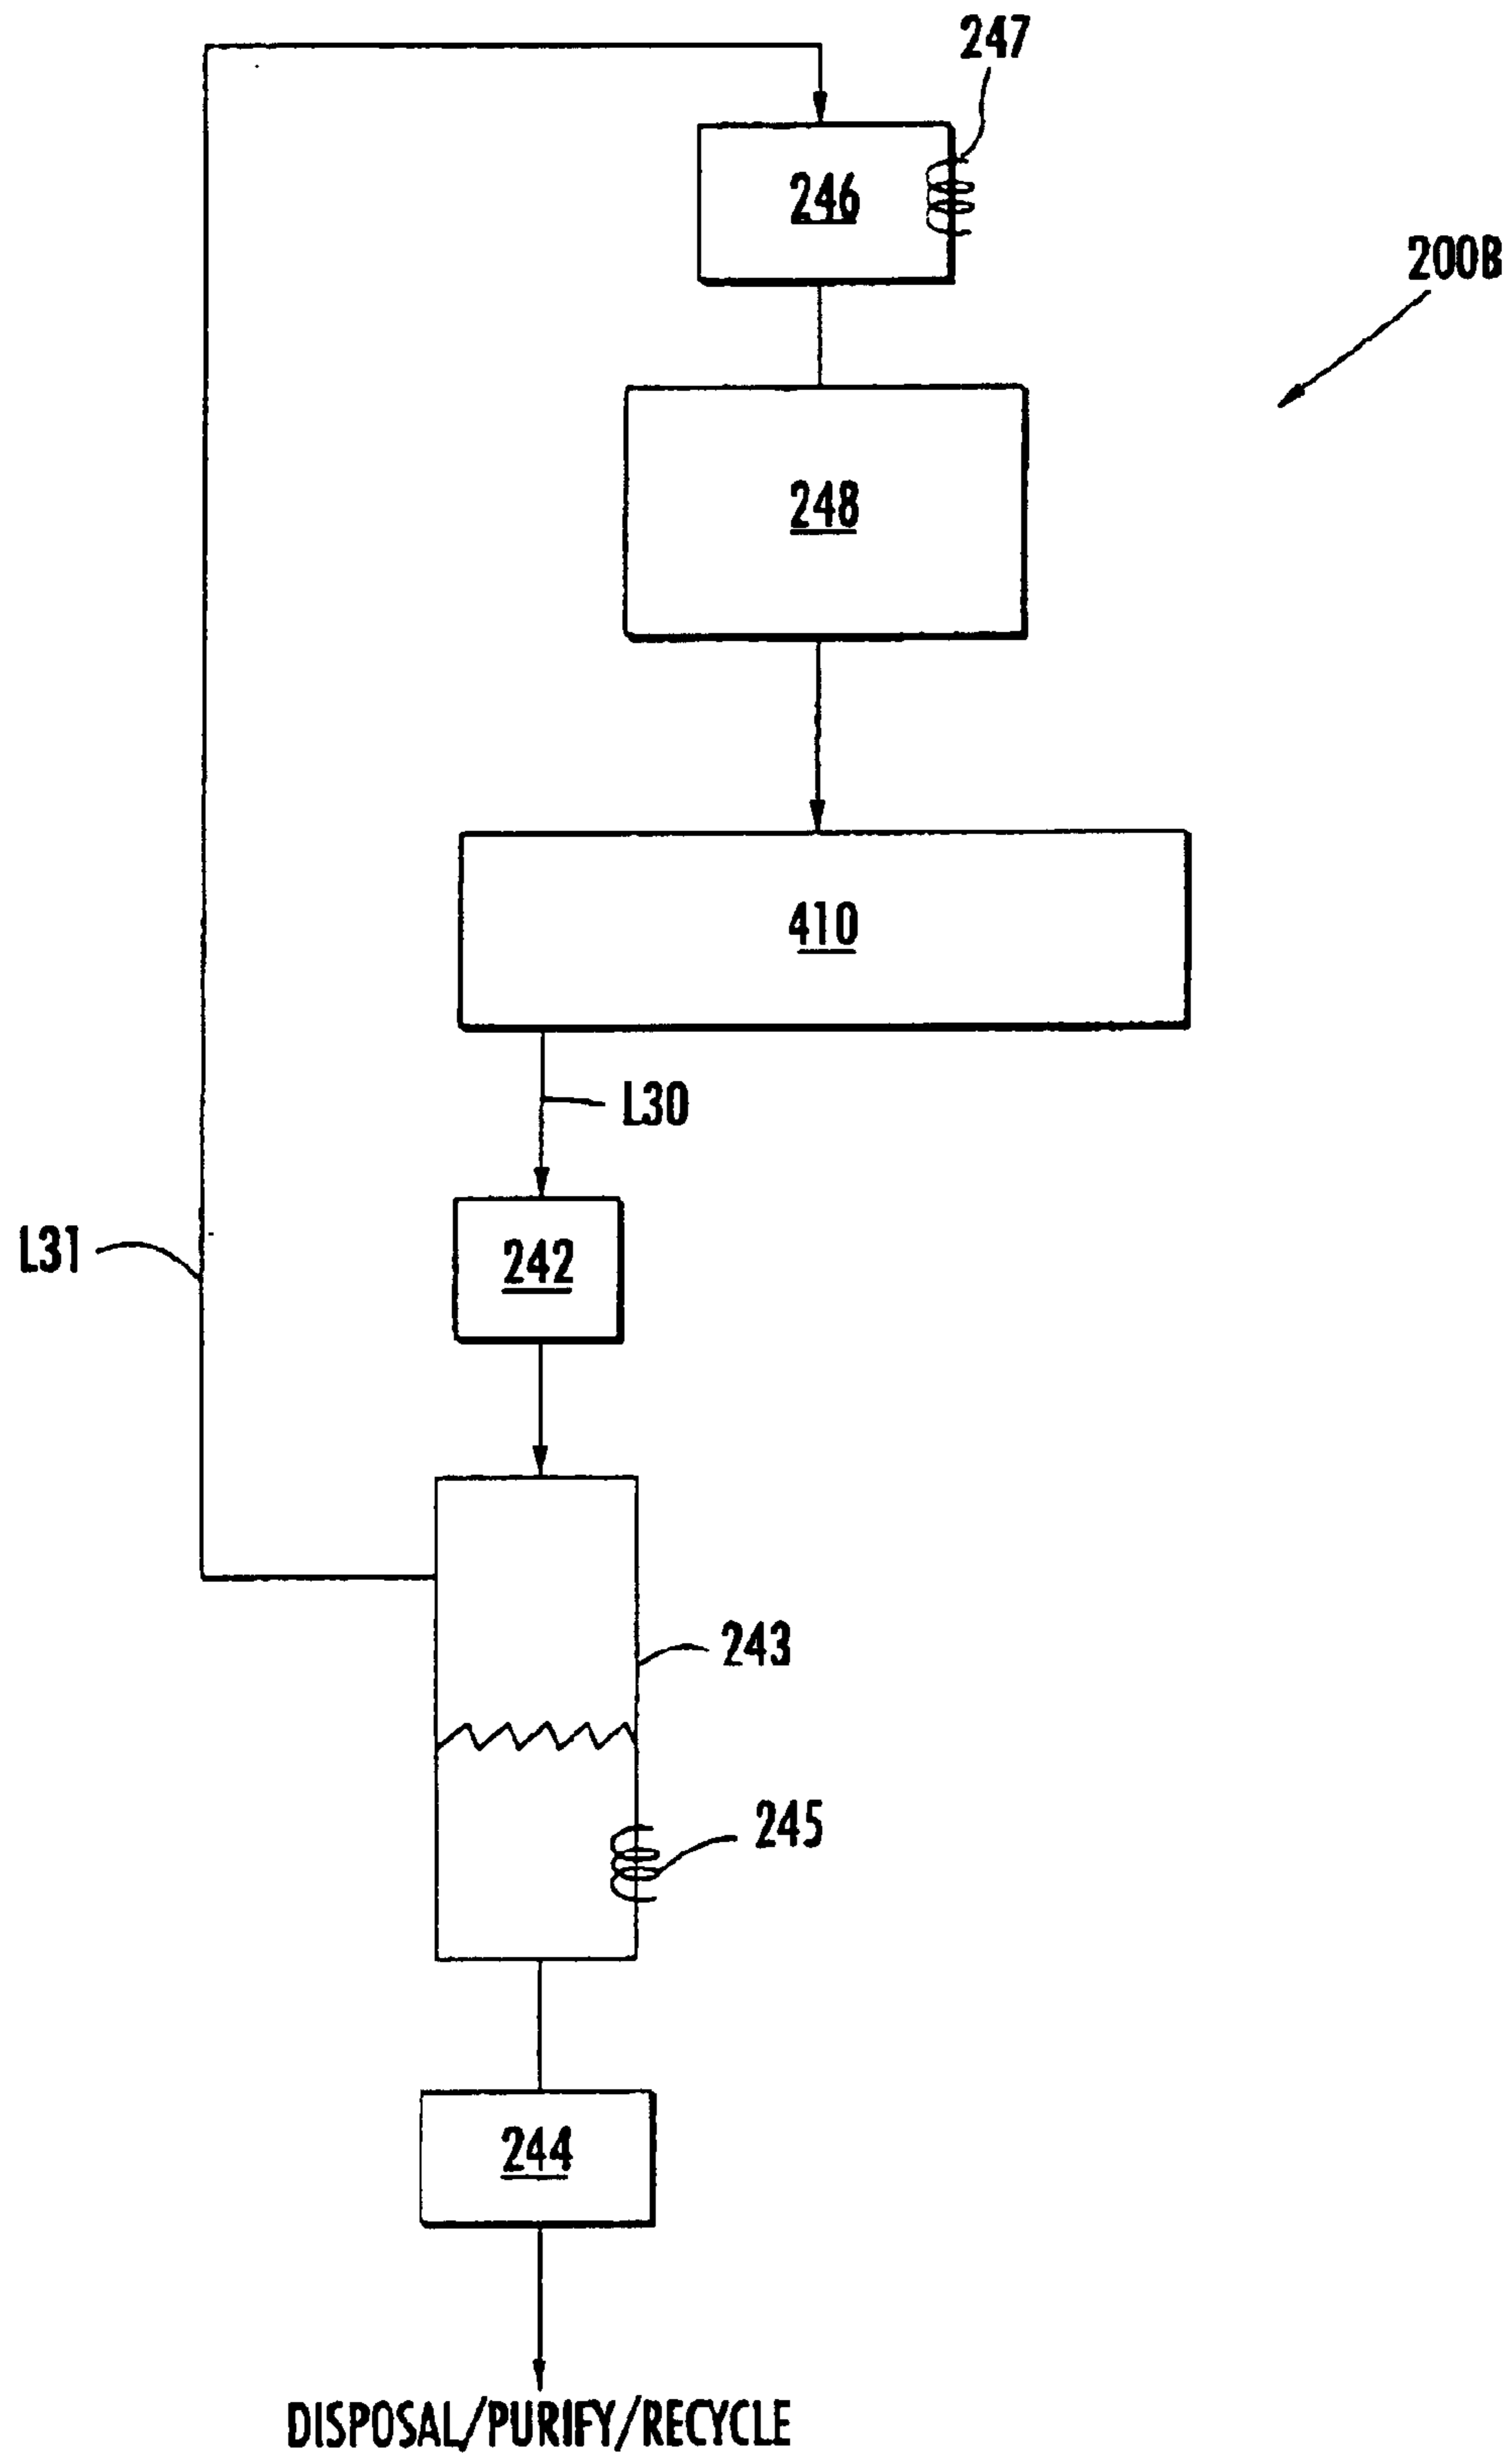 247
246
200B
248
410
L30
L31
242
243
245
244
DISPOSAL/PURIFY/RECYCLE